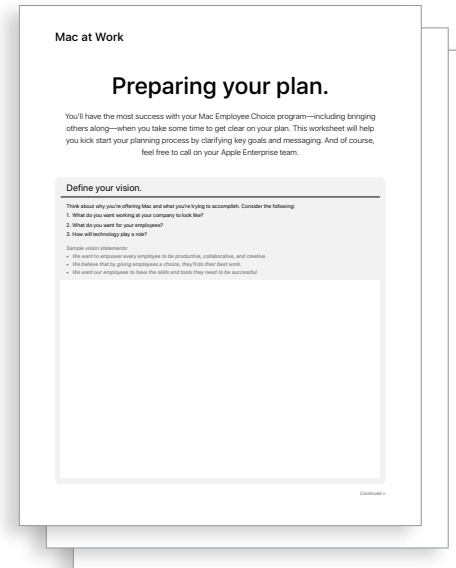 Mac at Work
Preparing your plan.
You'll have the most success with your Mac Employee Choice program—including bringing
others along—when you take some time to get clear on your plan. This worksheet will help
you kick start your planning process by clarifying key goals and messaging. And of course,
feel free to call on your Apple Enterprise team.
Define your vision.
Think about why you're offering Mac and what you're trying to accomplish. Consider the following:
1. What do you want working at your company to look like?
2. What do you want for your employees?
3. How will technology play a role?
Sample vision statements:
• We want to empower every employee to be productive, collaborative, and creative.
• We believe that by giving employees a choice, they'll do their best work.
• We want our employees to have the skills and tools they need to be successful.
Continued >